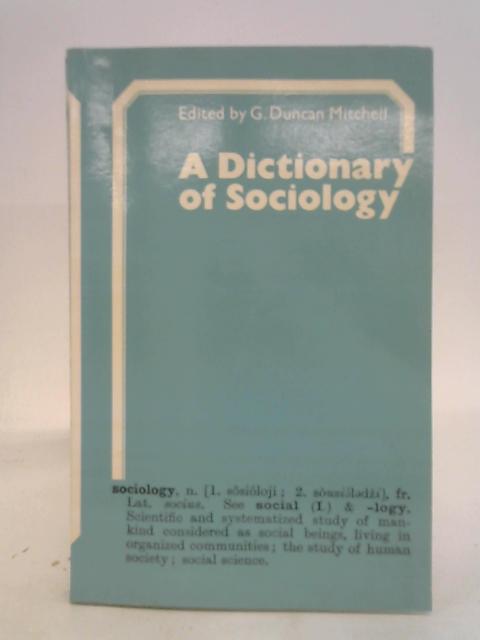 Edited by G. Duncan Mitchell
A Dictionary
of Sociology
sociology, n. [1. sōsióloji; 2. sòusiɔ́lədži], fr.
Lat. socius. See social (I.) & -logy.
Scientific and systematized study of man-
kind considered as social beings, living in
organized communities; the study of human
society; social science.